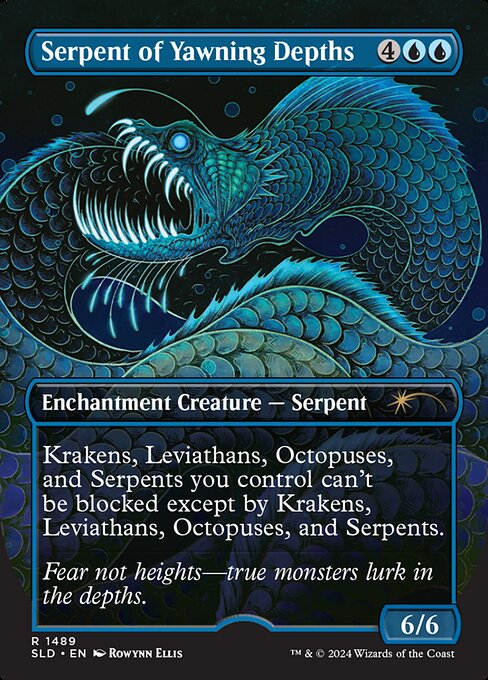 Serpent of Yawning Depths 4
Enchantment Creature — Serpent
Krakens, Leviathans, Octopuses,
and Serpents you control can't
be blocked except by Krakens,
Leviathans, Octopuses, and Serpents.
Fear not heights—true monsters lurk in
the depths.
6/6
R 1489
SLD • EN Rowynn Ellis
™ & © 2024 Wizards of the Coast